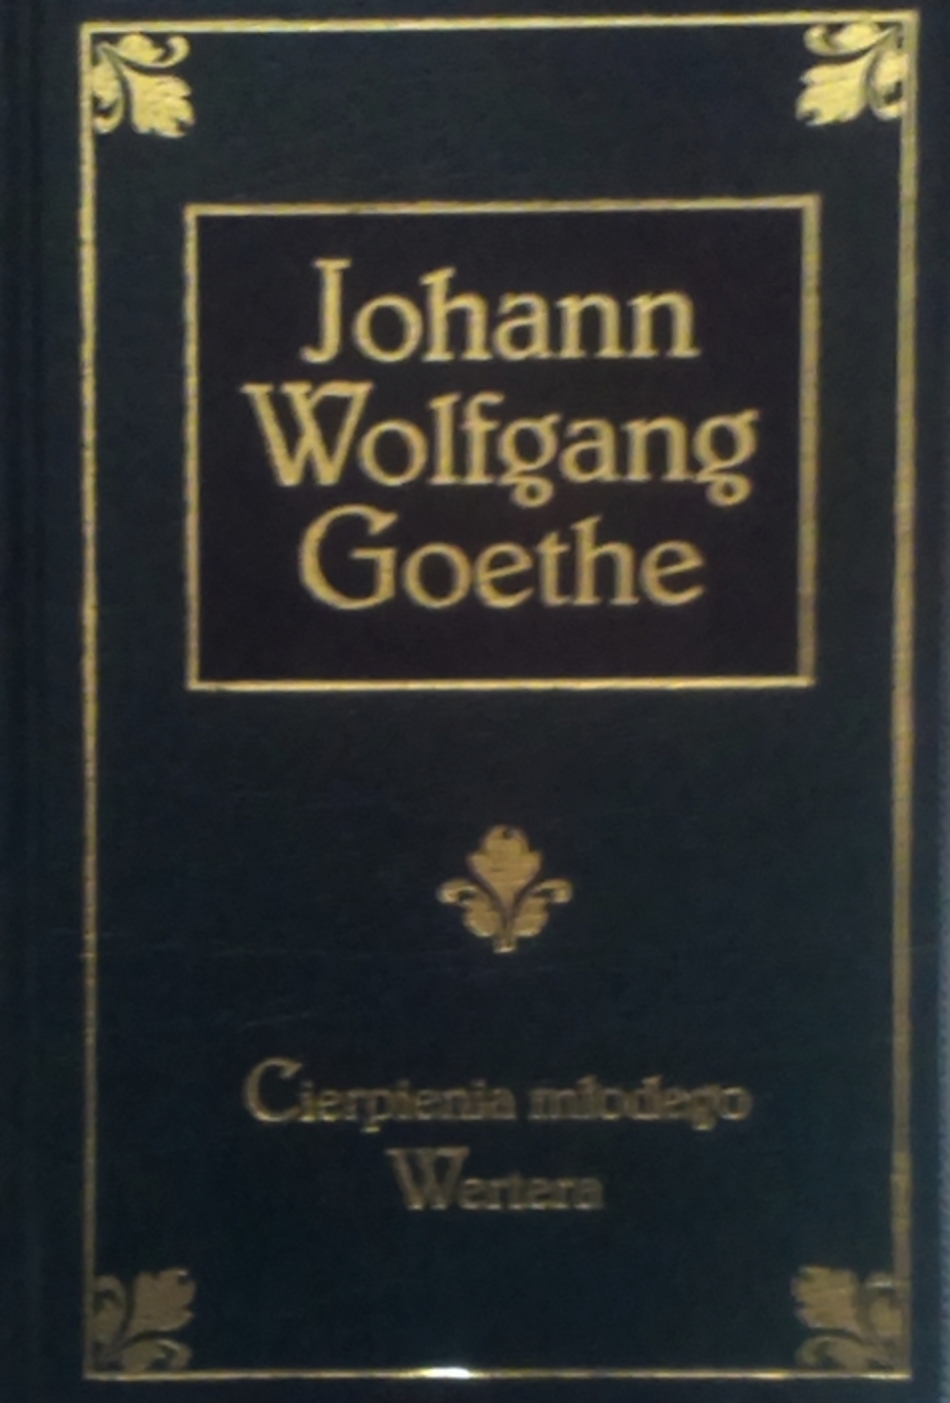 Johann
Wolfgang
Goethe
Cierpienia młodego
Wertera